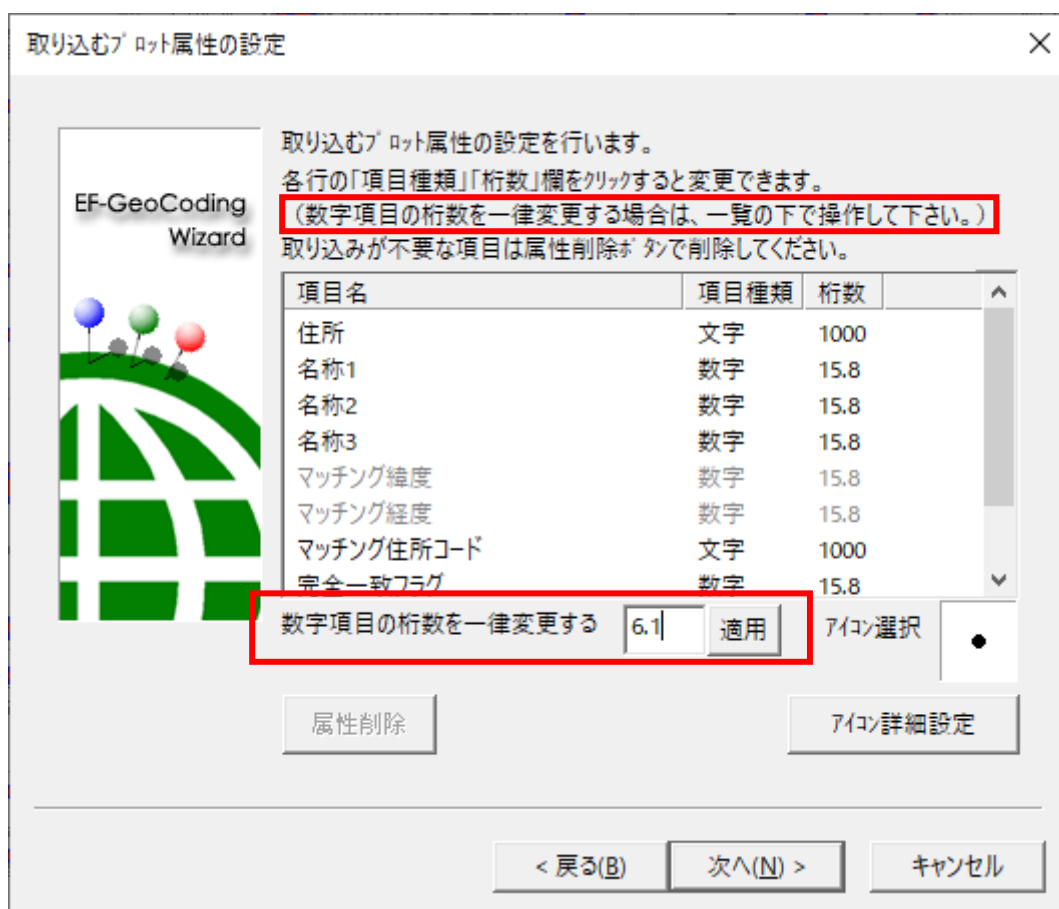 取り込むﾌﾟﾛｯﾄ属性の設定
EF-GeoCoding
Wizard
取り込むﾌﾟﾛｯﾄ属性の設定を行います。
各行の「項目種類」「桁数」欄をｸﾘｯｸすると変更できます。
（数字項目の桁数を一律変更する場合は、一覧の下で操作して下さい。）
取り込みが不要な項目は属性削除ﾎﾞﾀﾝで削除してください。
項目名 項目種類 桁数
住所 文字 1000
名称1 数字 15.8
名称2 数字 15.8
名称3 数字 15.8
マッチング緯度 数字 15.8
マッチング経度 数字 15.8
マッチング住所コード 文字 1000
完全一致フラグ 数字 15.8
数字項目の桁数を一律変更する 6.1 適用 ｱｲｺﾝ選択
属性削除 ｱｲｺﾝ詳細設定
< 戻る(B) 次へ(N) > キャンセル